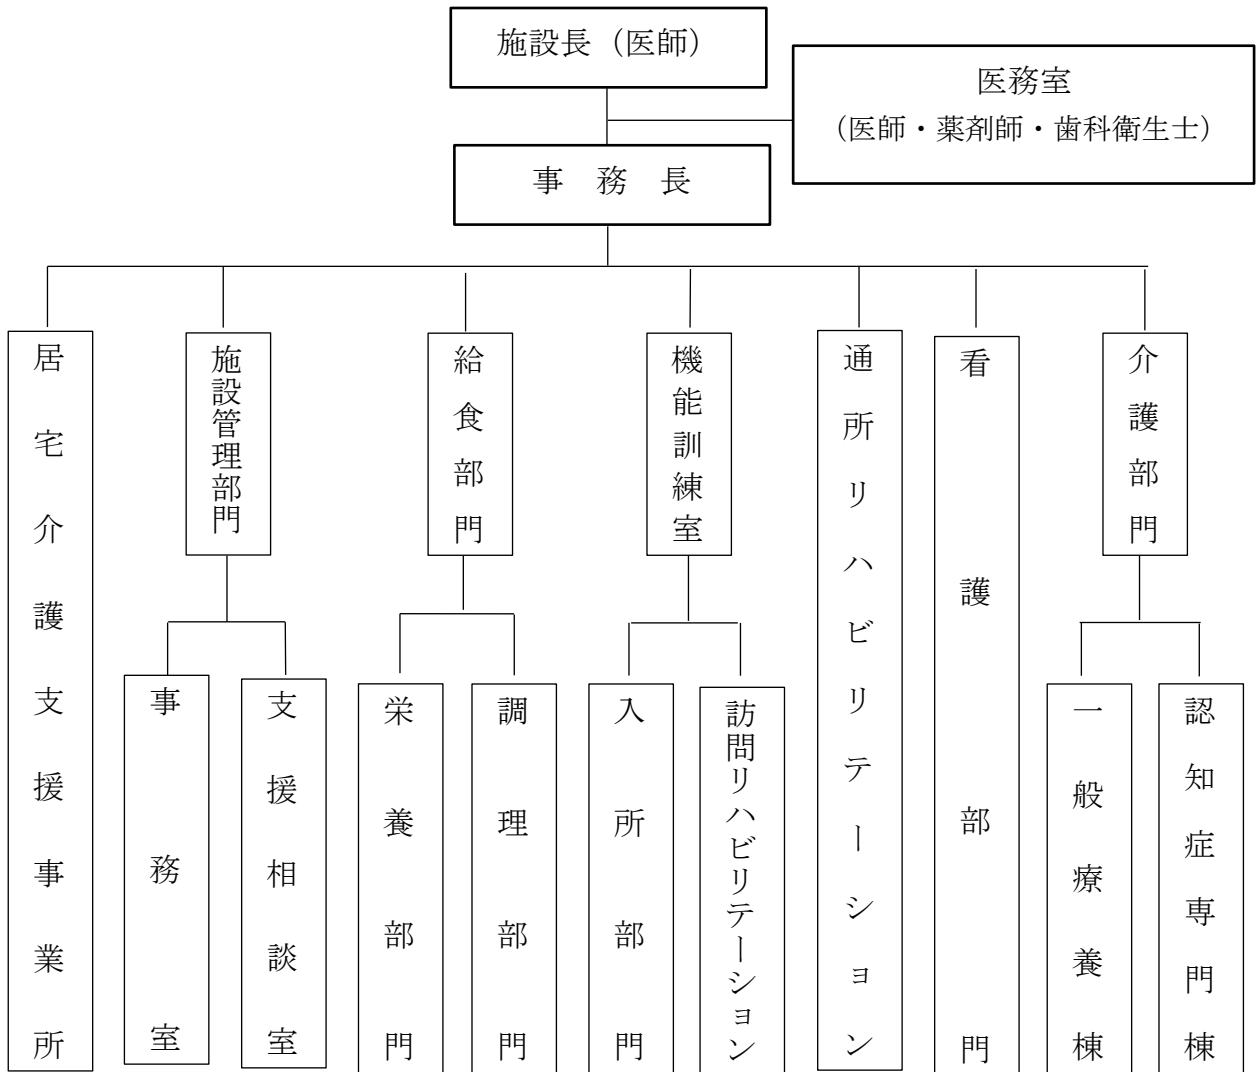 施設長（医師）
医務室
（医師・薬剤師・歯科衛生士）
事務長
居宅介護支援事業所
施設管理部門
給食部門
機能訓練室
通所リハビリテーション
看護部門
介護部門
事務室
支援相談室
栄養部門
調理部門
入所部門
訪問リハビリテーション
一般療養棟
認知症専門棟